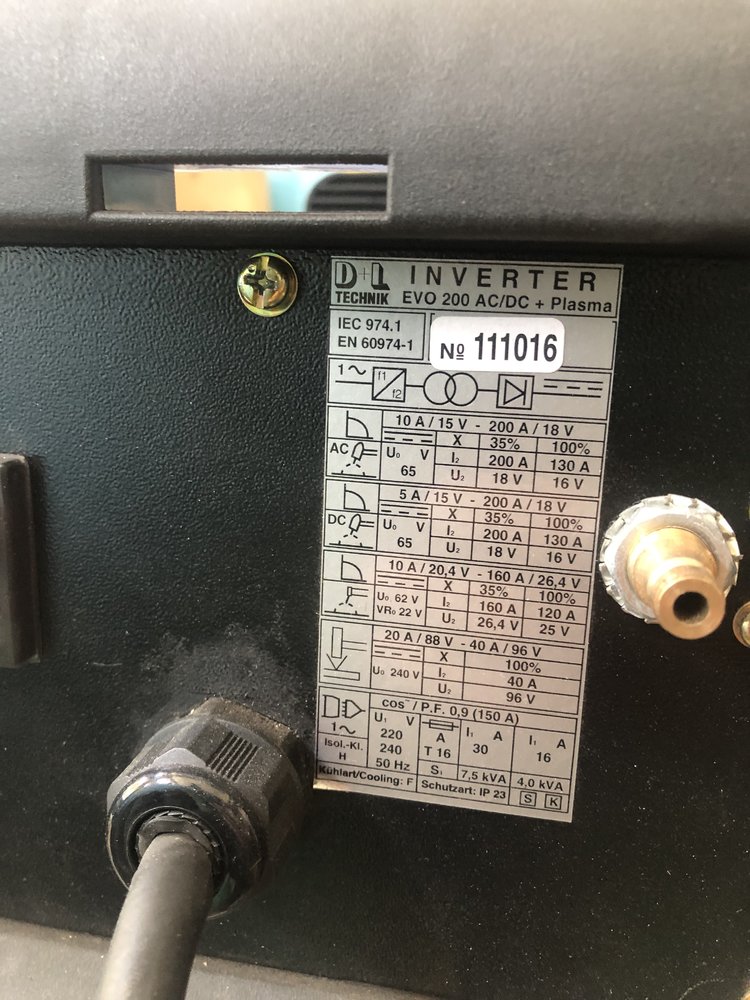 D+L INVERTER
TECHNIK EVO 200 AC/DC + Plasma
IEC 974.1
EN 60974-1
№ 111016
1~ f1 f2
10 A / 15 V - 200 A / 18 V
AC U₀ V X 35% 100%
65 I₂ 200 A 130 A
U₂ 18 V 16 V
5 A / 15 V - 200 A / 18 V
DC U₀ V X 35% 100%
65 I₂ 200 A 130 A
U₂ 18 V 16 V
10 A / 20,4 V - 160 A / 26,4 V
X 35% 100%
U₀ 62 V I₂ 160 A 120 A
VR₀ 22 V U₂ 26,4 V 25 V
20 A / 88 V - 40 A / 96 V
X 100%
U₀ 240 V I₂ 40 A
U₂ 96 V
cos~ / P.F. 0,9 (150 A)
1~ U₁ V A I₁ A I₁ A
220 T 16 30 16
Isol.-Kl. 240
H 50 Hz S₁ 7,5 kVA 4,0 kVA
Kühlart/Cooling: F Schutzart: IP 23 S K